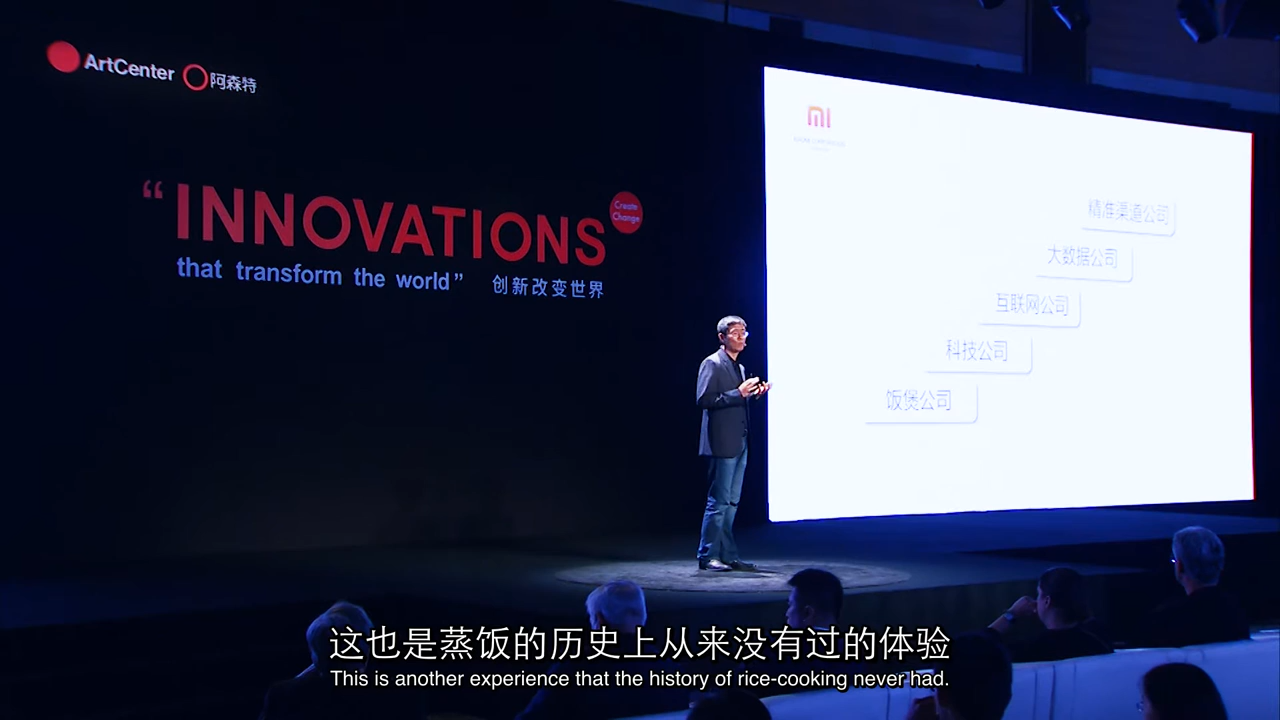 ArtCenter 阿森特
“INNOVATIONS
Create
Change
that transform the world” 创新改变世界
mi
精准渠道公司
大数据公司
互联网公司
科技公司
饭煲公司
这也是蒸饭的历史上从来没有过的体验
This is another experience that the history of rice-cooking never had.